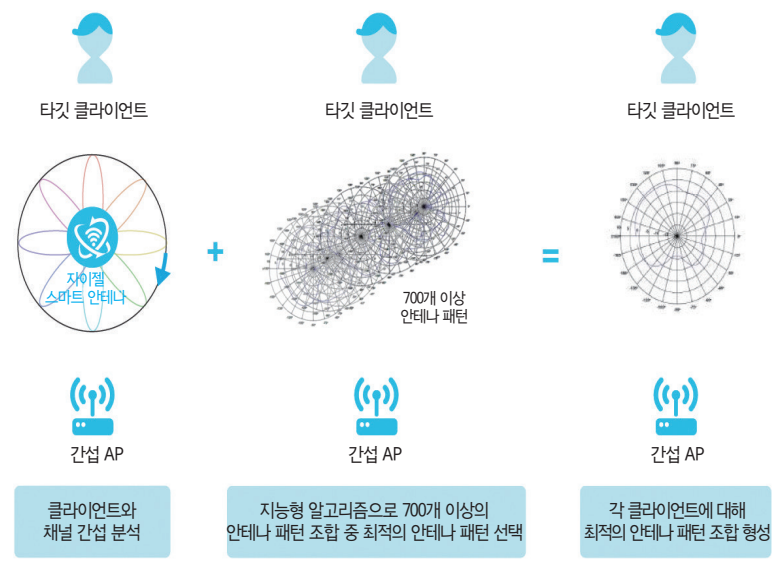 타깃 클라이언트
타깃 클라이언트
타깃 클라이언트
자이젤
스마트 안테나
+
=
700개 이상
안테나 패턴
간섭 AP
간섭 AP
간섭 AP
클라이언트와
채널 간섭 분석
지능형 알고리즘으로 700개 이상의
안테나 패턴 조합 중 최적의 안테나 패턴 선택
각 클라이언트에 대해
최적의 안테나 패턴 조합 형성